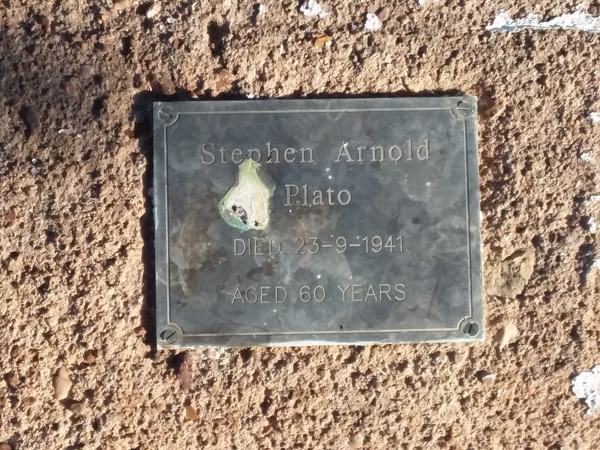 Stephen Arnold
Plato
DIED 23-9-1941
AGED 60 YEARS